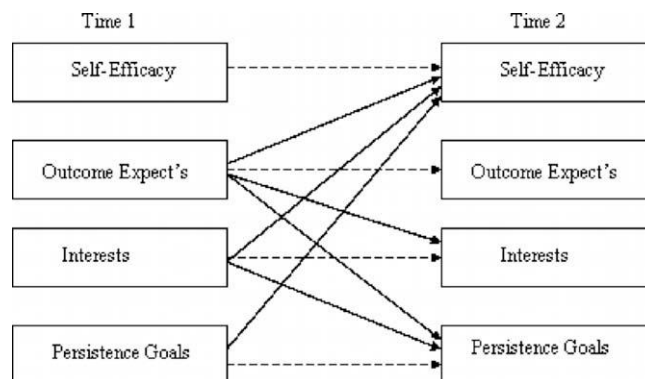 Time 1 Time 2
Self-Efficacy Self-Efficacy
Outcome Expect's Outcome Expect's
Interests Interests
Persistence Goals Persistence Goals